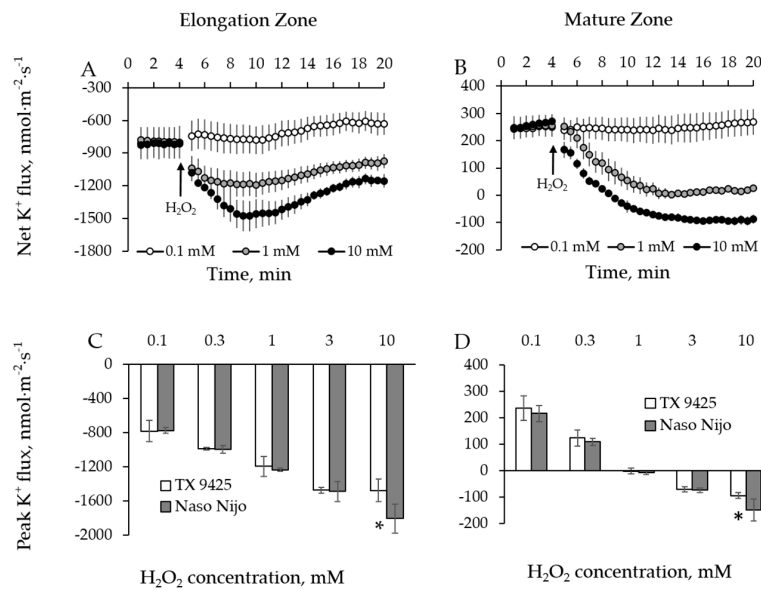 Elongation Zone
Mature Zone
A
0 2 4 6 8 10 12 14 16 18 20
-300
-600
-900
-1200
-1500
-1800
H₂O₂
0.1 mM 1 mM 10 mM
Time, min
Net K⁺ flux, nmol·m⁻²·s⁻¹
B
0 2 4 6 8 10 12 14 16 18 20
400
300
200
100
0
-100
-200
H₂O₂
0.1 mM 1 mM 10 mM
Time, min
C
0.1 0.3 1 3 10
0
-400
-800
-1200
-1600
-2000
TX 9425
Naso Nijo
*
Peak K⁺ flux, nmol·m⁻²·s⁻¹
H₂O₂ concentration, mM
D
0.1 0.3 1 3 10
400
300
200
100
0
-100
-200
TX 9425
Naso Nijo
*
H₂O₂ concentration, mM